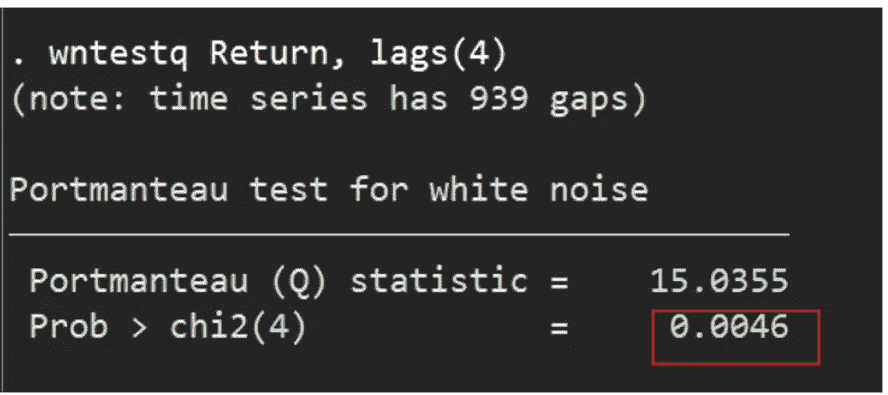 . wntestq Return, lags(4)
(note: time series has 939 gaps)
Portmanteau test for white noise
Portmanteau (Q) statistic = 15.0355
Prob > chi2(4) = 0.0046